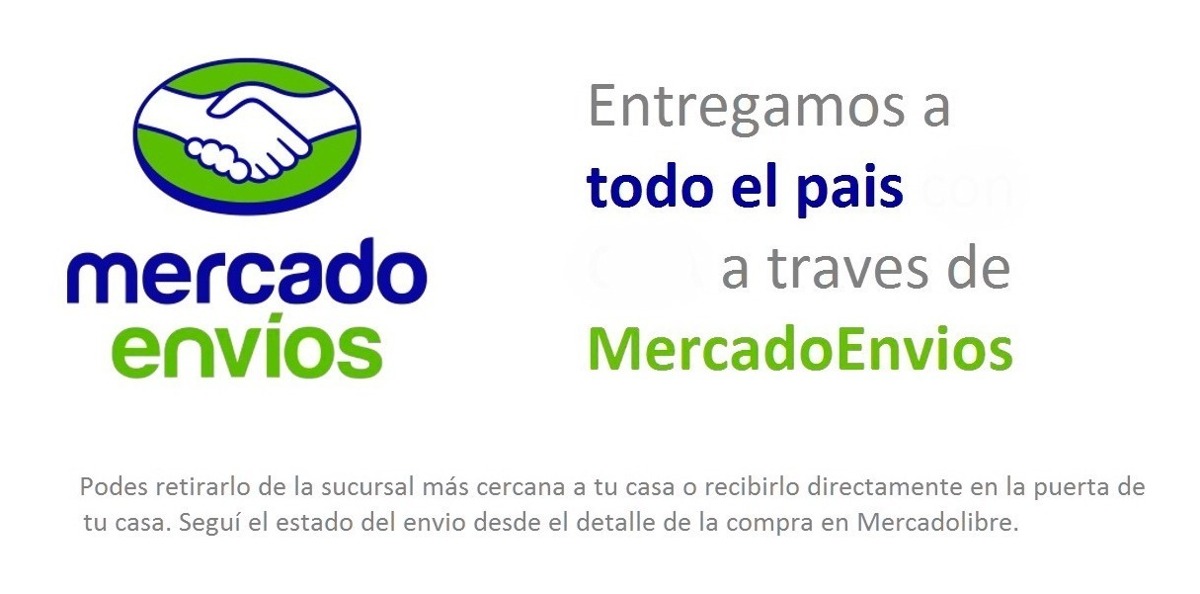 mercado
envíos
Entregamos a
todo el pais
a traves de
MercadoEnvios
Podes retirarlo de la sucursal más cercana a tu casa o recibirlo directamente en la puerta de
tu casa. Seguí el estado del envio desde el detalle de la compra en Mercadolibre.